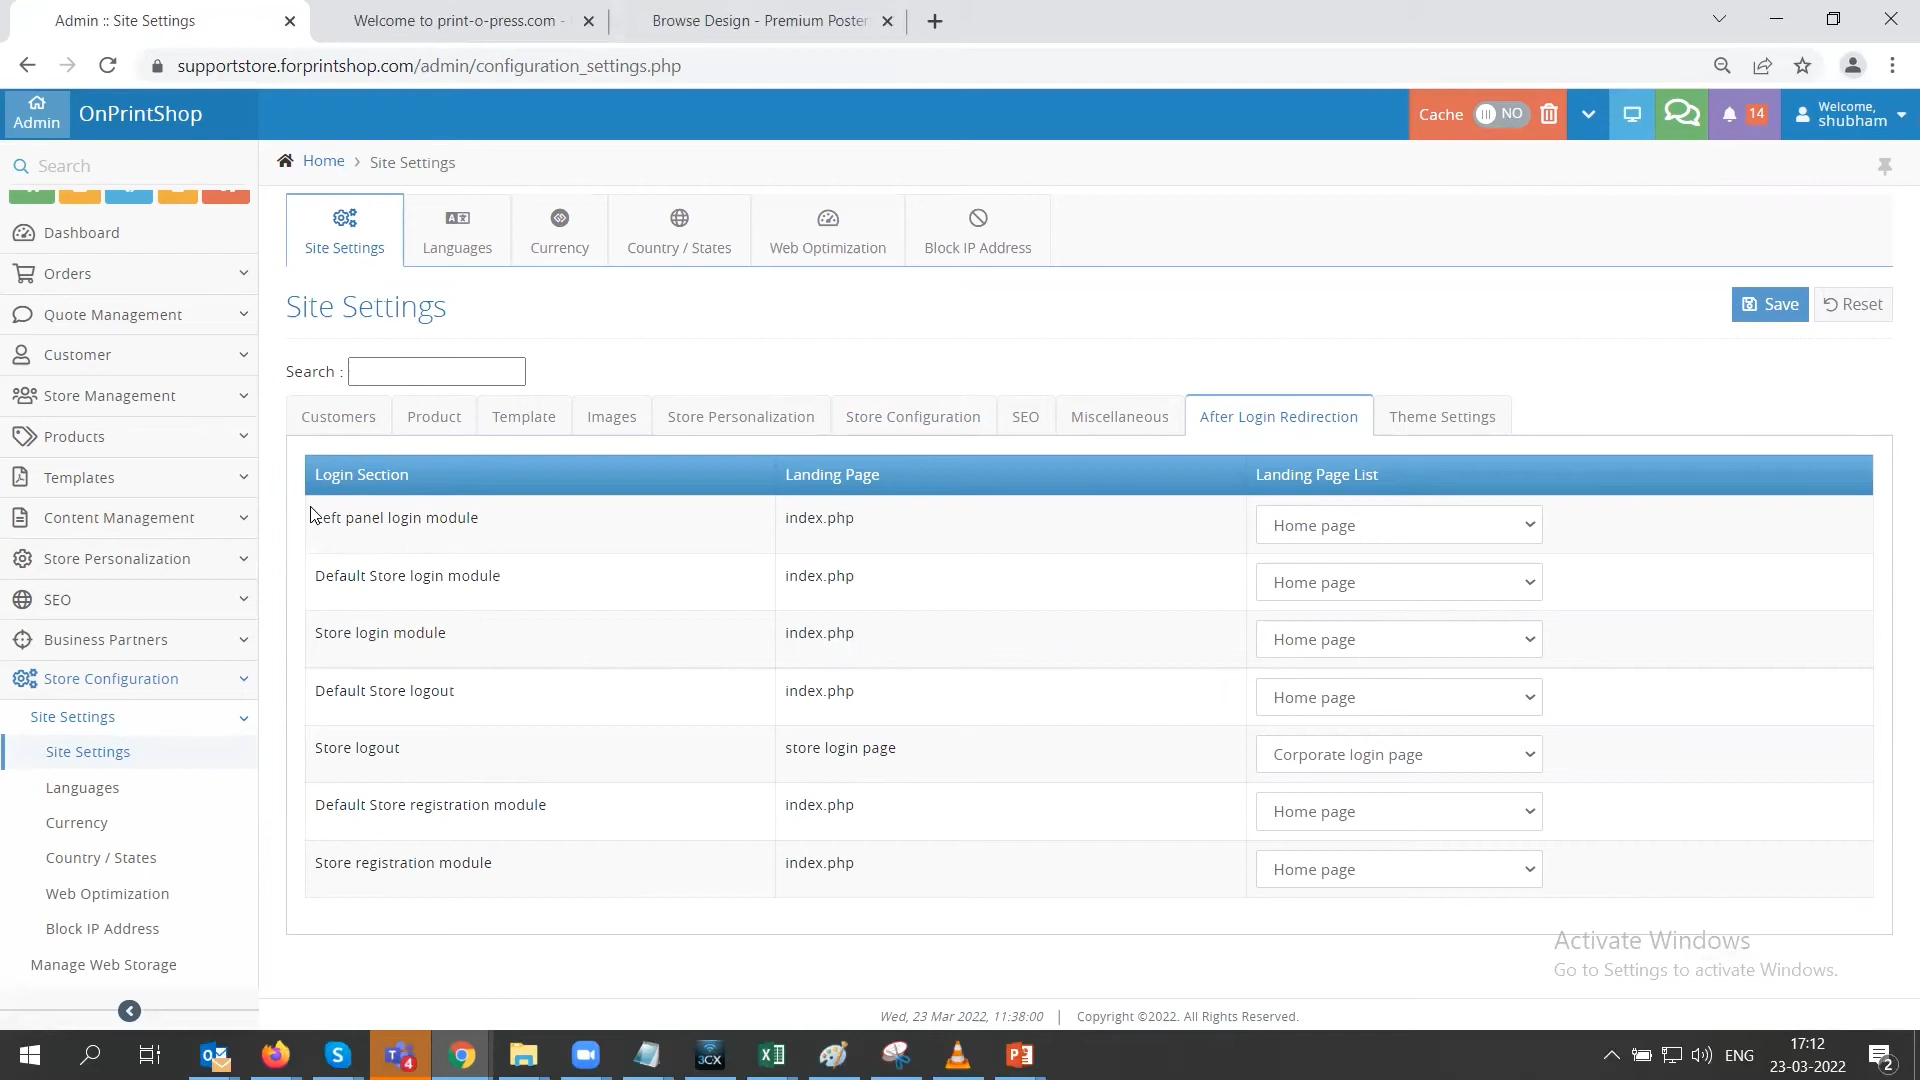 Admin :: Site Settings
Welcome to print-o-press.com -
Browse Design - Premium Poster
supportstore.forprintshop.com/admin/configuration_settings.php
Admin
OnPrintShop
Cache
NO
14
Welcome,
shubham
Search
Home
Site Settings
Dashboard
Orders
Quote Management
Customer
Store Management
Products
Templates
Content Management
Store Personalization
SEO
Business Partners
Store Configuration
Site Settings
Site Settings
Languages
Currency
Country / States
Web Optimization
Block IP Address
Manage Web Storage
Site Settings
Languages
Currency
Country / States
Web Optimization
Block IP Address
Site Settings
Save
Reset
Search :
Customers
Product
Template
Images
Store Personalization
Store Configuration
SEO
Miscellaneous
After Login Redirection
Theme Settings
Login Section Landing Page Landing Page List
Left panel login module index.php Home page
Default Store login module index.php Home page
Store login module index.php Home page
Default Store logout index.php Home page
Store logout store login page Corporate login page
Default Store registration module index.php Home page
Store registration module index.php Home page
Activate Windows
Go to Settings to activate Windows.
Wed, 23 Mar 2022, 11:38:00 | Copyright ©2022. All Rights Reserved.
4
3CX
ENG
17:12
23-03-2022
2